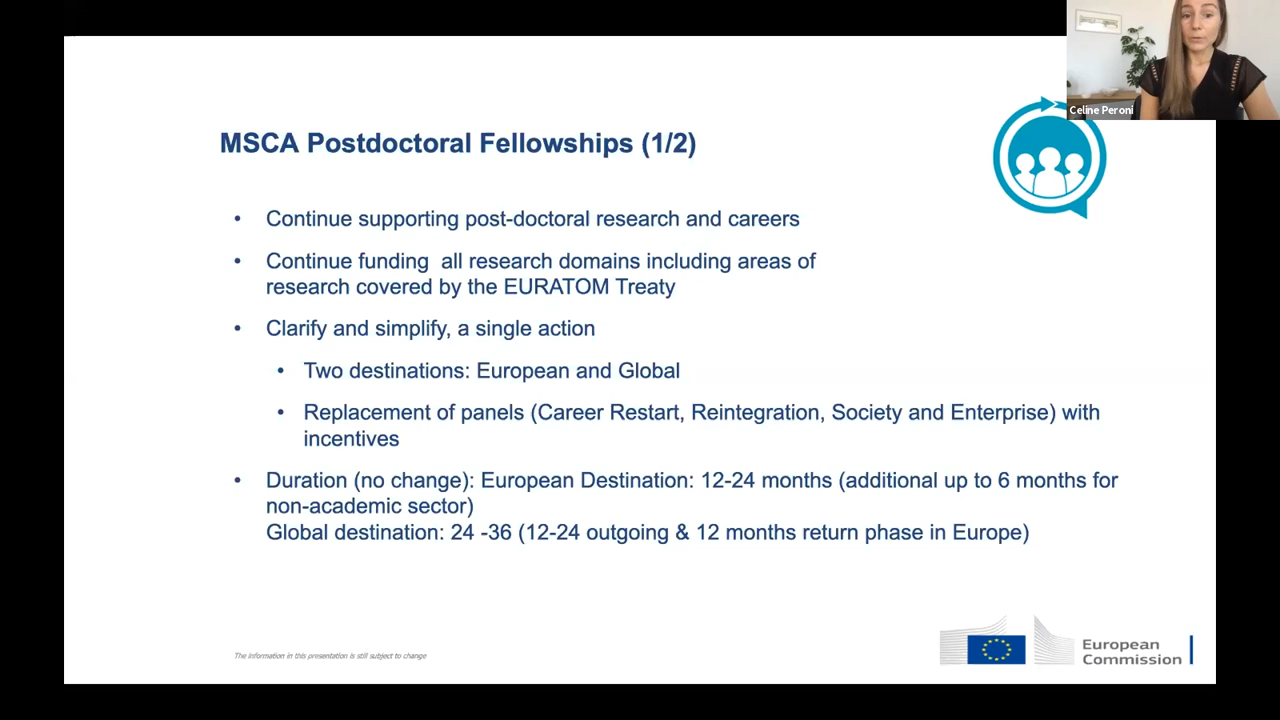 Celine Peroni
MSCA Postdoctoral Fellowships (1/2)
• Continue supporting post-doctoral research and careers
• Continue funding  all research domains including areas of
research covered by the EURATOM Treaty
• Clarify and simplify, a single action
• Two destinations: European and Global
• Replacement of panels (Career Restart, Reintegration, Society and Enterprise) with
incentives
• Duration (no change): European Destination: 12-24 months (additional up to 6 months for
non-academic sector)
Global destination: 24 -36 (12-24 outgoing & 12 months return phase in Europe)
The information in this presentation is still subject to change
European
Commission